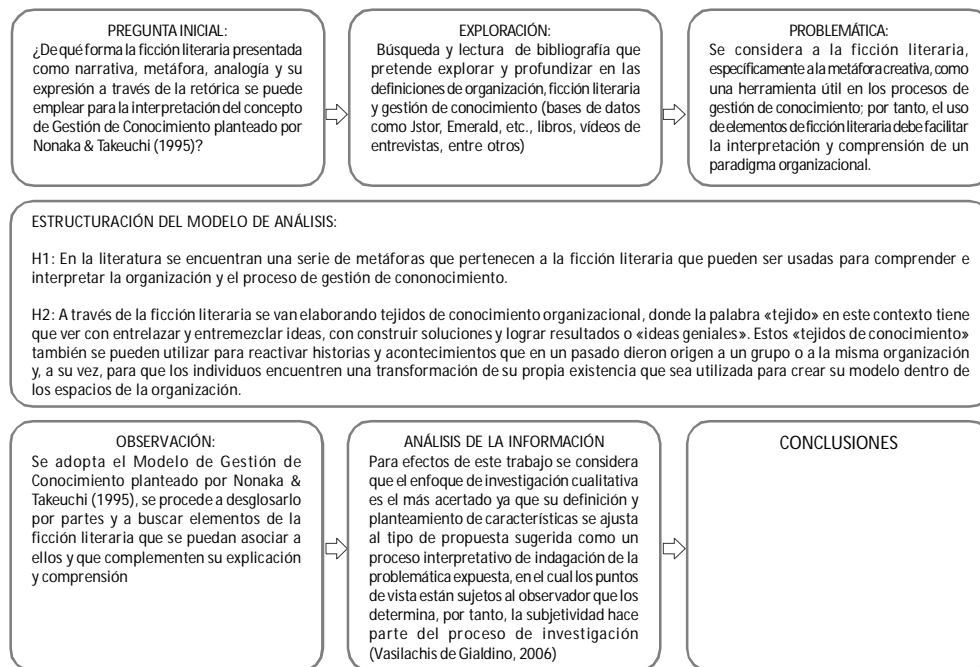 PREGUNTA INICIAL:
¿De qué forma la ficción literaria presentada
como narrativa, metáfora, analogía y su
expresión a través de la retórica se puede
emplear para la interpretación del concepto
de Gestión de Conocimiento planteado por
Nonaka & Takeuchi (1995)?
EXPLORACIÓN:
Búsqueda y lectura de bibliografía que
pretende explorar y profundizar en las
definiciones de organización, ficción literaria
y gestión de conocimiento (bases de datos
como Jstor, Emerald, etc., libros, vídeos de
entrevistas, entre otros)
PROBLEMÁTICA:
Se considera a la ficción literaria,
específicamente a la metáfora creativa, como
una herramienta útil en los procesos de
gestión de conocimiento; por tanto, el uso
de elementos de ficción literaria debe facilitar
la interpretación y comprensión de un
paradigma organizacional.
ESTRUCTURACIÓN DEL MODELO DE ANÁLISIS:
H1: En la literatura se encuentran una serie de metáforas que pertenecen a la ficción literaria que pueden ser usadas para comprender e
interpretar la organización y el proceso de gestión de cononocimiento.
H2: A través de la ficción literaria se van elaborando tejidos de conocimiento organizacional, donde la palabra «tejido» en este contexto tiene
que ver con entrelazar y entremezclar ideas, con construir soluciones y lograr resultados o «ideas geniales». Estos «tejidos de conocimiento»
también se pueden utilizar para reactivar historias y acontecimientos que en un pasado dieron origen a un grupo o a la misma organización
y, a su vez, para que los individuos encuentren una transformación de su propia existencia que sea utilizada para crear su modelo dentro de
los espacios de la organización.
OBSERVACIÓN:
Se adopta el Modelo de Gestión de
Conocimiento planteado por Nonaka &
Takeuchi (1995), se procede a desglosarlo
por partes y a buscar elementos de la
ficción literaria que se puedan asociar a
ellos y que complementen su explicación
y comprensión
ANÁLISIS DE LA INFORMACIÓN
Para efectos de este trabajo se considera
que el enfoque de investigación cualitativa
es el más acertado ya que su definición y
planteamiento de características se ajusta
al tipo de propuesta sugerida como un
proceso interpretativo de indagación de la
problemática expuesta, en el cual los puntos
de vista están sujetos al observador que los
determina, por tanto, la subjetividad hace
parte del proceso de investigación
(Vasilachis de Gialdino, 2006)
CONCLUSIONES